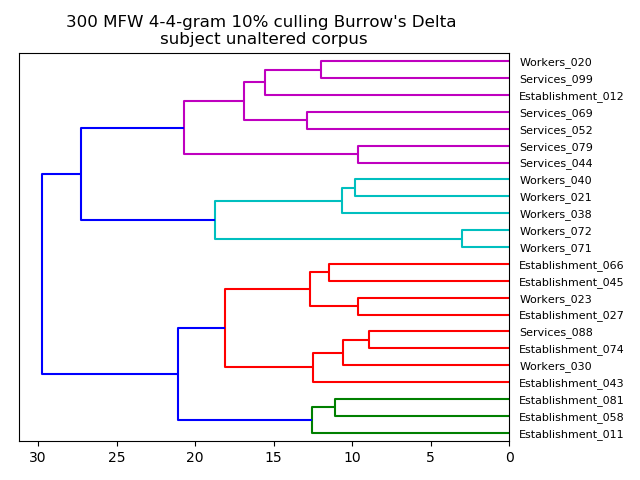 300 MFW 4-4-gram 10% culling Burrow's Delta
subject unaltered corpus
Workers_020
Services_099
Establishment_012
Services_069
Services_052
Services_079
Services_044
Workers_040
Workers_021
Workers_038
Workers_072
Workers_071
Establishment_066
Establishment_045
Workers_023
Establishment_027
Services_088
Establishment_074
Workers_030
Establishment_043
Establishment_081
Establishment_058
Establishment_011
30 25 20 15 10 5 0